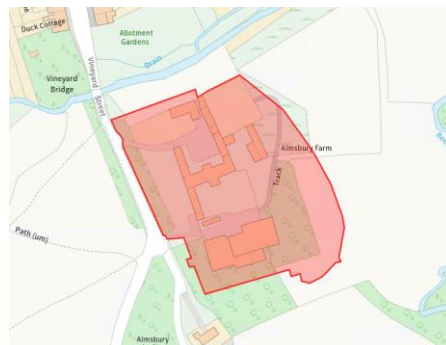 Duck Cottage
Allotment
Gardens
Drain
Vineyard Street
Vineyard
Bridge
Almsbury Farm
Track
Path (um)
Almsbury